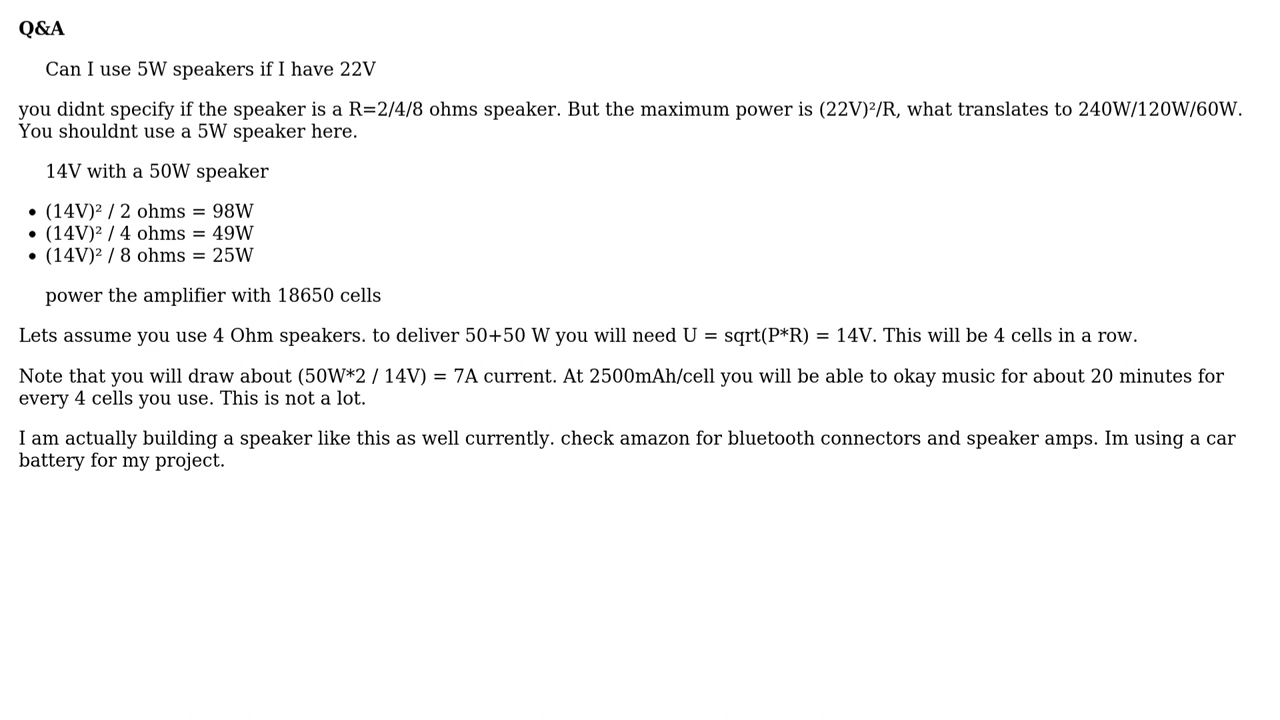 Q&A
Can I use 5W speakers if I have 22V
you didnt specify if the speaker is a R=2/4/8 ohms speaker. But the maximum power is (22V)²/R, what translates to 240W/120W/60W.
You shouldnt use a 5W speaker here.
14V with a 50W speaker
• (14V)² / 2 ohms = 98W
• (14V)² / 4 ohms = 49W
• (14V)² / 8 ohms = 25W
power the amplifier with 18650 cells
Lets assume you use 4 Ohm speakers. to deliver 50+50 W you will need U = sqrt(P*R) = 14V. This will be 4 cells in a row.
Note that you will draw about (50W*2 / 14V) = 7A current. At 2500mAh/cell you will be able to okay music for about 20 minutes for
every 4 cells you use. This is not a lot.
I am actually building a speaker like this as well currently. check amazon for bluetooth connectors and speaker amps. Im using a car
battery for my project.